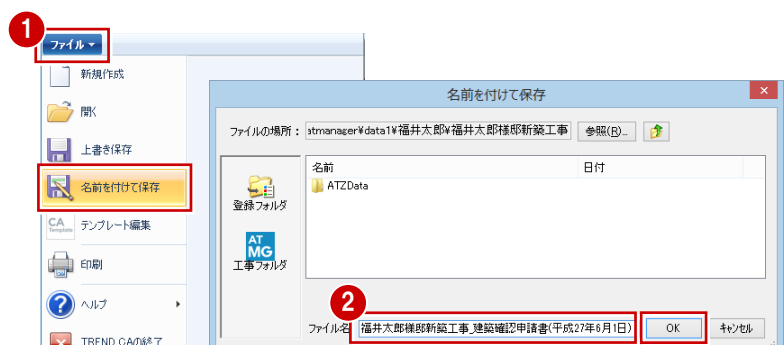 1
ファイル
新規作成
開く
上書き保存
名前を付けて保存
CA
Template
テンプレート編集
印刷
ヘルプ
TREND CAの終了
名前を付けて保存
×
ファイルの場所：
atmanager¥data1¥福井太郎¥福井太郎様邸新築工事
参照(R)...
登録フォルダ
AT
MG
工事フォルダ
名前
日付
ATZData
2
ファイル名
福井太郎様邸新築工事_建築確認申請書(平成27年6月1日)
OK
キャンセル